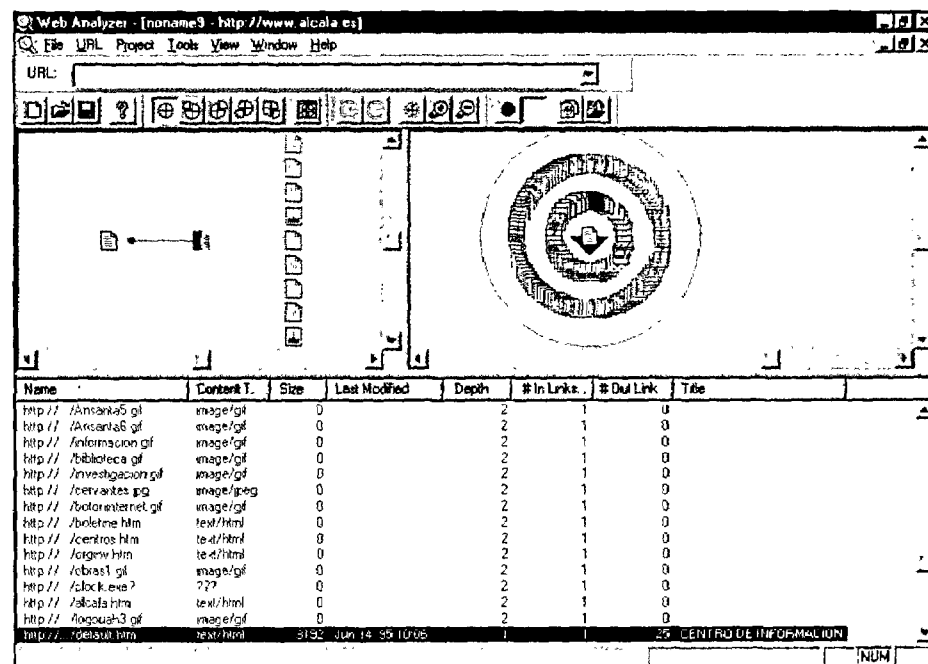 Web Analyzer - [noname9 - http://www.alcala.es]
File URL Project Tools View Window Help
URL:
Name Content T. Size Last Modified Depth # In Links... # Out Link Title
http:// /Ansanta5.gif image/gif 0 2 1 0
http:// /Ansanta6.gif image/gif 0 2 1 0
http:// /informacion.gif image/gif 0 2 1 0
http:// /biblioteca.gif image/gif 0 2 1 0
http:// /investigacion.gif image/gif 0 2 1 0
http:// /cervantes.jpg image/jpeg 0 2 1 0
http:// /botorinternet.gif image/gif 0 2 1 0
http:// /boletine.htm text/html 0 2 1 0
http:// /centros.htm text/html 0 2 1 0
http:// /orginv.htm text/html 0 2 1 0
http:// /obras1.gif image/gif 0 2 1 0
http:// /clock.exe? ??? 0 2 1 0
http:// /alcala.htm text/html 0 2 1 0
http:// /logouah3.gif image/gif 0 2 1 0
http://.../default.htm text/html 3192 Jun 14 95 10:06 1 1 25 CENTRO DE INFORMACION
NUM